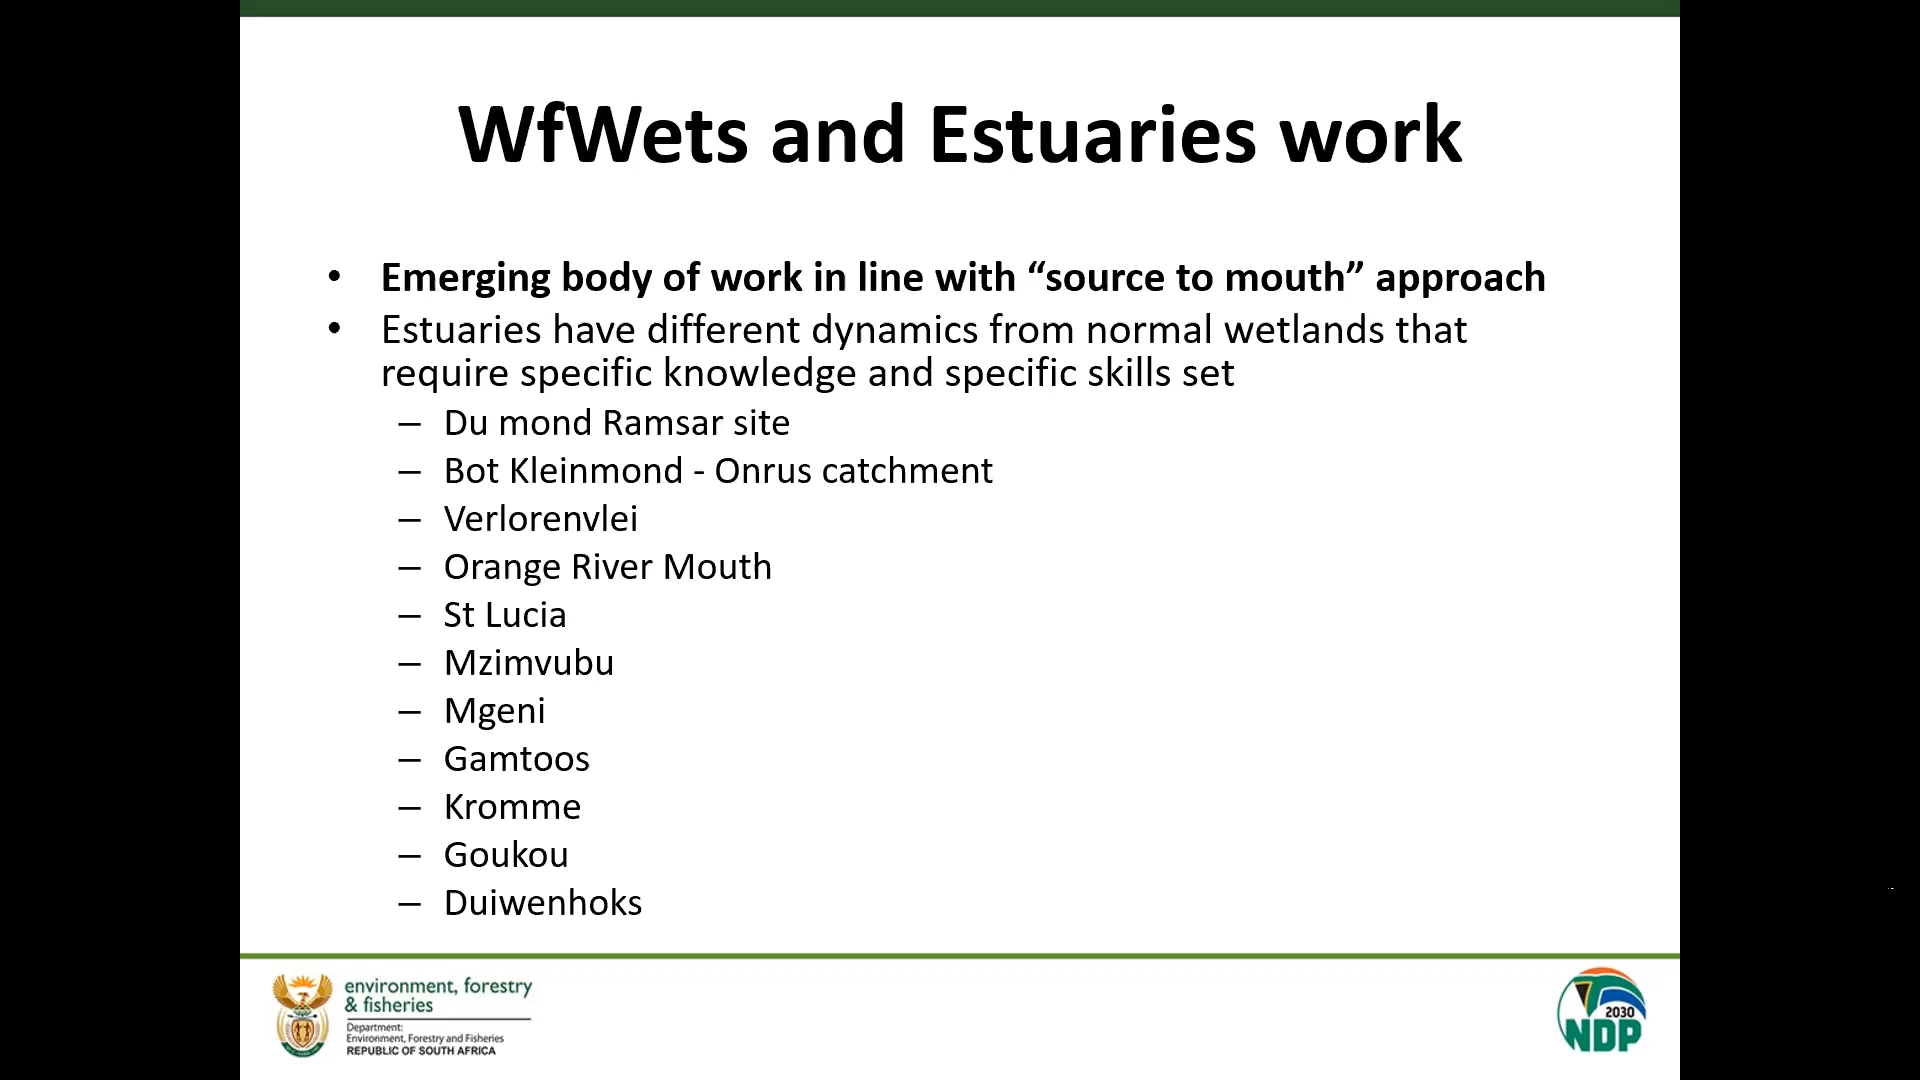 WfWets and Estuaries work
• Emerging body of work in line with “source to mouth” approach
• Estuaries have different dynamics from normal wetlands that
require specific knowledge and specific skills set
– Du mond Ramsar site
– Bot Kleinmond - Onrus catchment
– Verlorenvlei
– Orange River Mouth
– St Lucia
– Mzimvubu
– Mgeni
– Gamtoos
– Kromme
– Goukou
– Duiwenhoks
environment, forestry
& fisheries
Department:
Environment, Forestry and Fisheries
REPUBLIC OF SOUTH AFRICA
2030
NDP